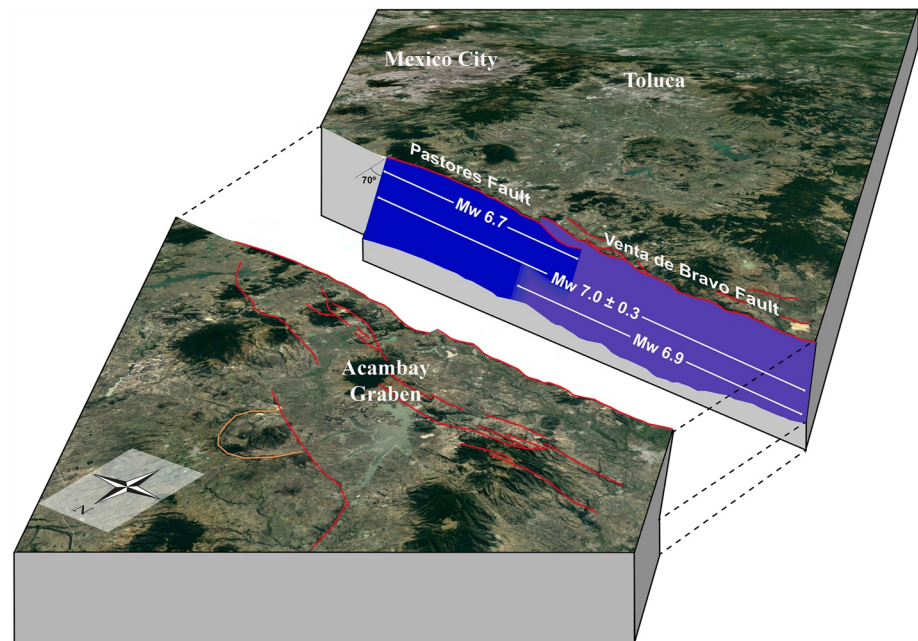 Mexico City
Toluca
Pastores Fault
70º
Mw 6.7
Venta de Bravo Fault
Mw 7.0 ± 0.3
Mw 6.9
Acambay
Graben
N